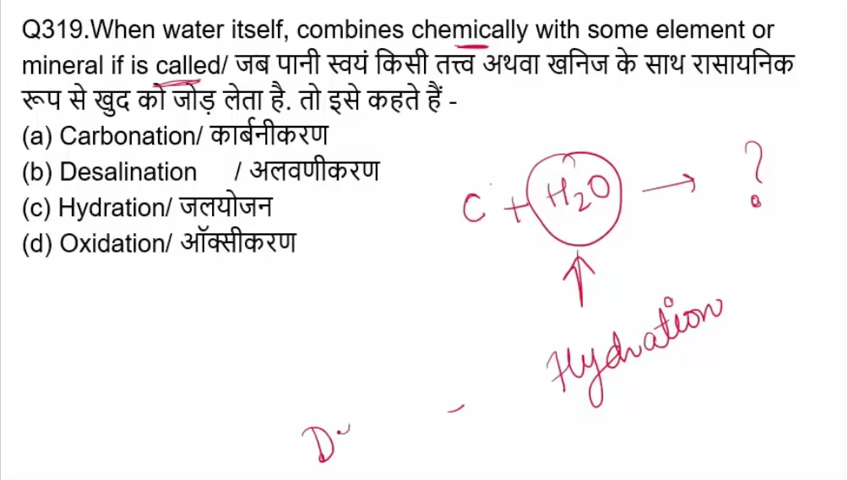 Q319.When water itself, combines chemically with some element or
mineral if is called/ जब पानी स्वयं किसी तत्त्व अथवा खनिज के साथ रासायनिक
रूप से खुद को जोड़ लेता है. तो इसे कहते हैं -
(a) Carbonation/ कार्बनीकरण
(b) Desalination / अलवणीकरण
(c) Hydration/ जलयोजन
(d) Oxidation/ ऑक्सीकरण
C + H2O → ?
Hydration
D